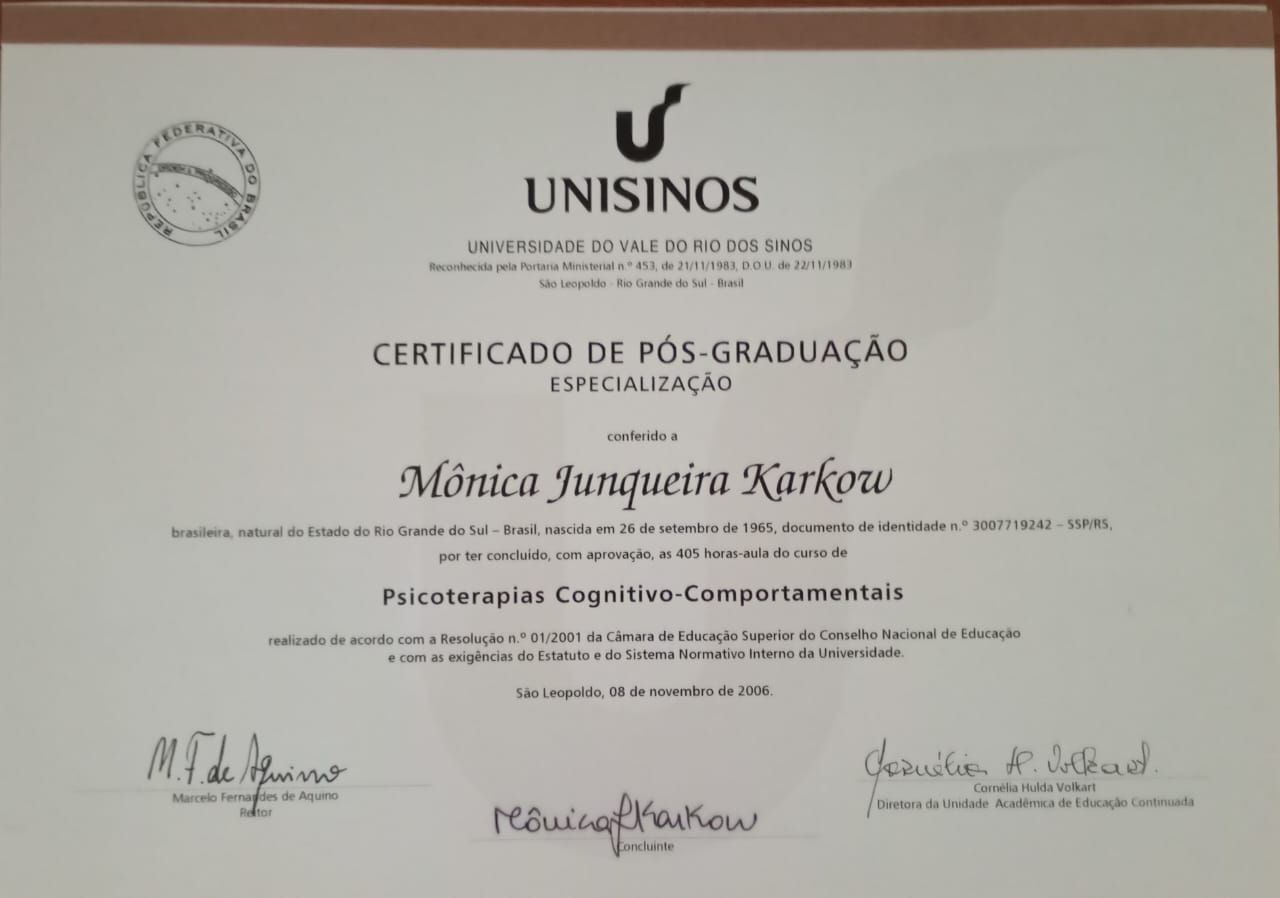 REPÚBLICA FEDERATIVA DO BRASIL
UNISINOS
UNIVERSIDADE DO VALE DO RIO DOS SINOS
Reconhecida pela Portaria Ministerial n.º 453, de 21/11/1983, D.O.U. de 22/11/1983
São Leopoldo - Rio Grande do Sul - Brasil
CERTIFICADO DE PÓS-GRADUAÇÃO
ESPECIALIZAÇÃO
conferido a
Mônica Junqueira Karkow
brasileira, natural do Estado do Rio Grande do Sul – Brasil, nascida em 26 de setembro de 1965, documento de identidade n.º 3007719242 – SSP/RS,
por ter concluído, com aprovação, as 405 horas-aula do curso de
Psicoterapias Cognitivo-Comportamentais
realizado de acordo com a Resolução n.º 01/2001 da Câmara de Educação Superior do Conselho Nacional de Educação
e com as exigências do Estatuto e do Sistema Normativo Interno da Universidade.
São Leopoldo, 08 de novembro de 2006.
M. F. de Aquino
Marcelo Fernandes de Aquino
Reitor
Mônica J Karkow
Concluinte
Cornélia H. Volkart.
Cornélia Hulda Volkart
Diretora da Unidade Acadêmica de Educação Continuada